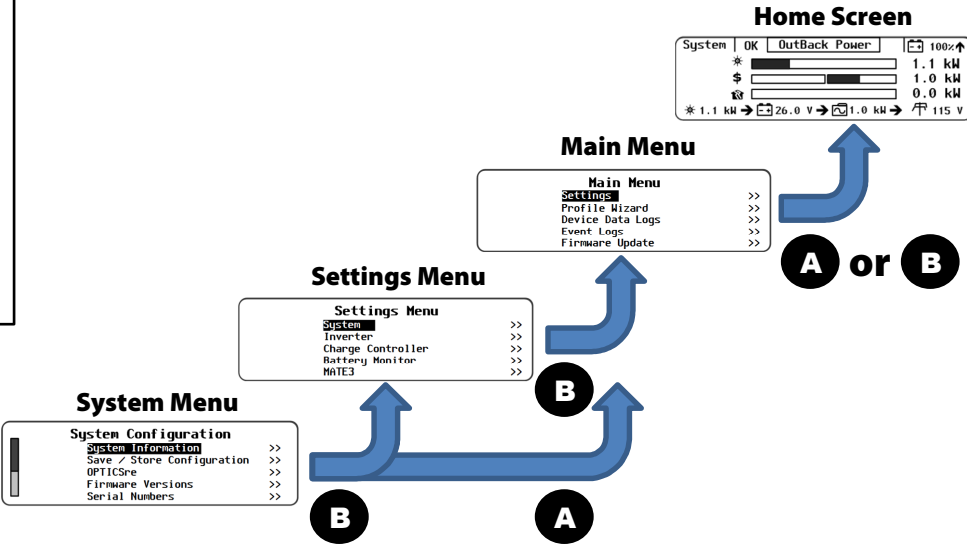 Home Screen
System OK OutBack Power 100%↑
1.1 kW
$ 1.0 kW
0.0 kW
1.1 kW → 26.0 V → 1.0 kW → 115 V
Main Menu
Main Menu
Settings >>
Profile Wizard >>
Device Data Logs >>
Event Logs >>
Firmware Update >>
A or B
Settings Menu
Settings Menu
System >>
Inverter >>
Charge Controller >>
Battery Monitor >>
MATE3 >>
B
System Menu
System Configuration
System Information >>
Save / Store Configuration >>
OPTICSre >>
Firmware Versions >>
Serial Numbers >>
B
A